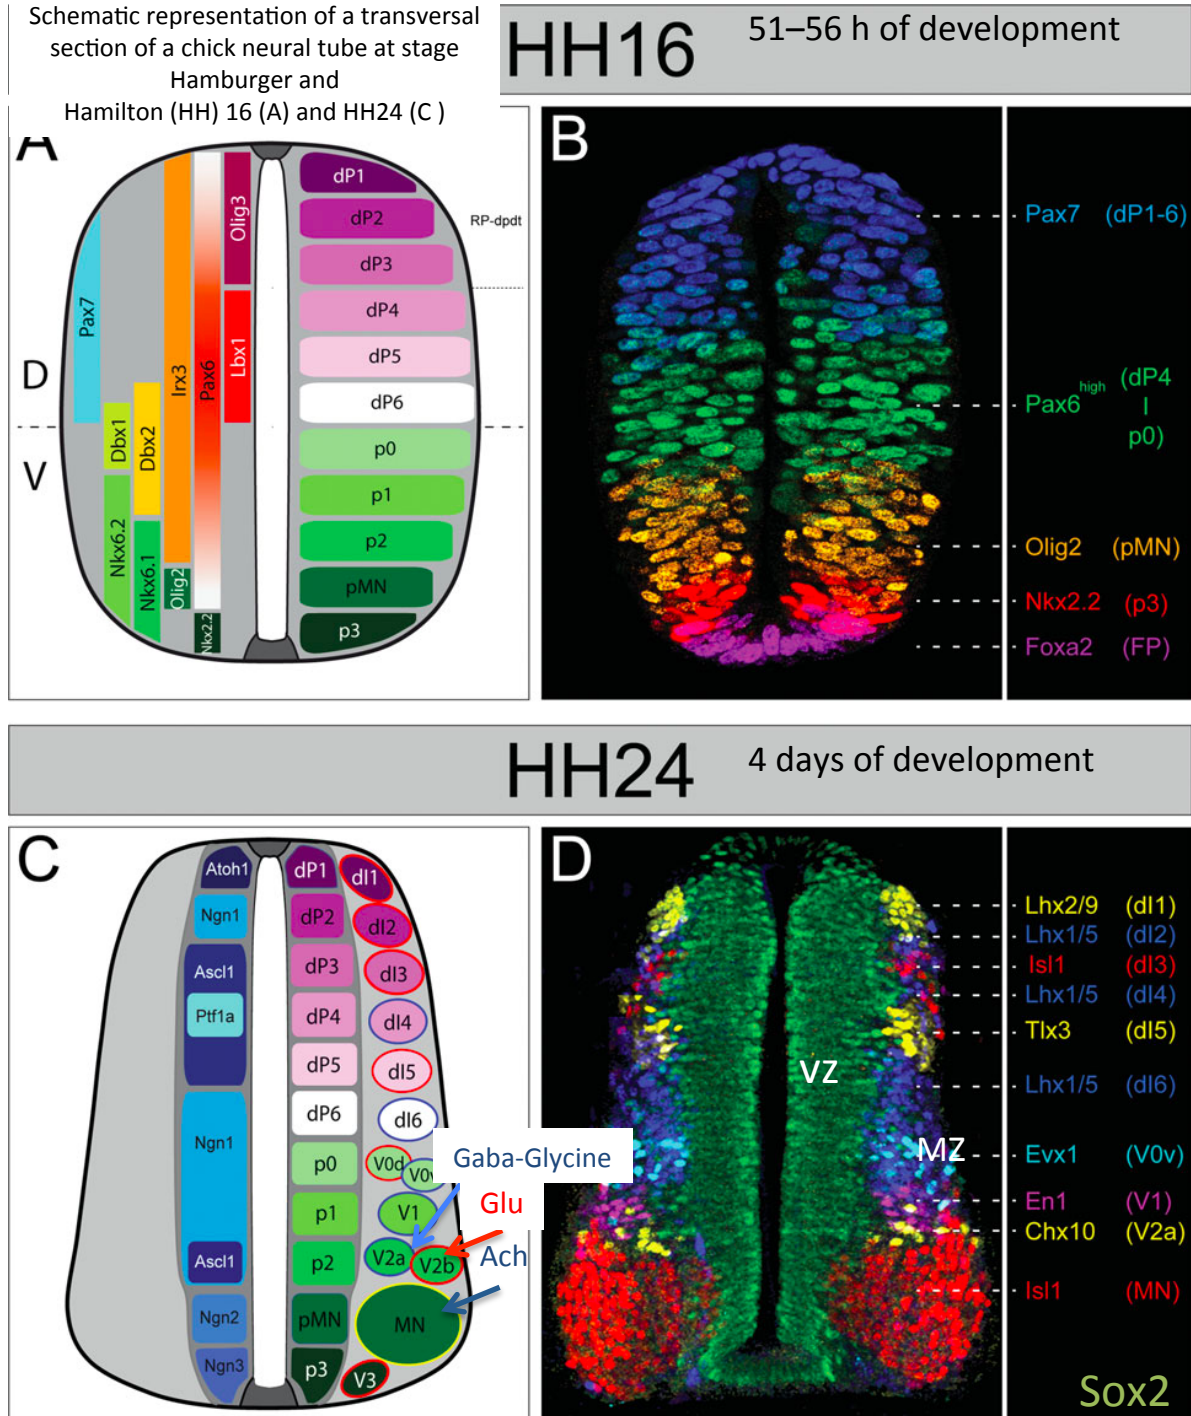 Schematic representation of a transversal
section of a chick neural tube at stage
Hamburger and
Hamilton (HH) 16 (A) and HH24 (C )
HH16
51–56 h of development
A
D
V
Pax7
Dbx1
Nkx6.2
Dbx2
Nkx6.1
Irx3
Olig2
Pax6
Nkx2.2
Olig3
Lbx1
dP1
dP2
dP3
dP4
dP5
dP6
p0
p1
p2
pMN
p3
RP-dpdt
B
Pax7 (dP1-6)
Pax6 high (dP4
I
p0)
Olig2 (pMN)
Nkx2.2 (p3)
Foxa2 (FP)
HH24
4 days of development
C
Atoh1
Ngn1
Ascl1
Ptf1a
Ngn1
Ascl1
Ngn2
Ngn3
dP1
dP2
dP3
dP4
dP5
dP6
p0
p1
p2
pMN
p3
dI1
dI2
dI3
dI4
dI5
dI6
V0d
V0v
V1
V2a
V2b
MN
V3
Gaba-Glycine
Glu
Ach
D
VZ
MZ
Lhx2/9 (dI1)
Lhx1/5 (dI2)
Isl1 (dI3)
Lhx1/5 (dI4)
Tlx3 (dI5)
Lhx1/5 (dI6)
Evx1 (V0v)
En1 (V1)
Chx10 (V2a)
Isl1 (MN)
Sox2